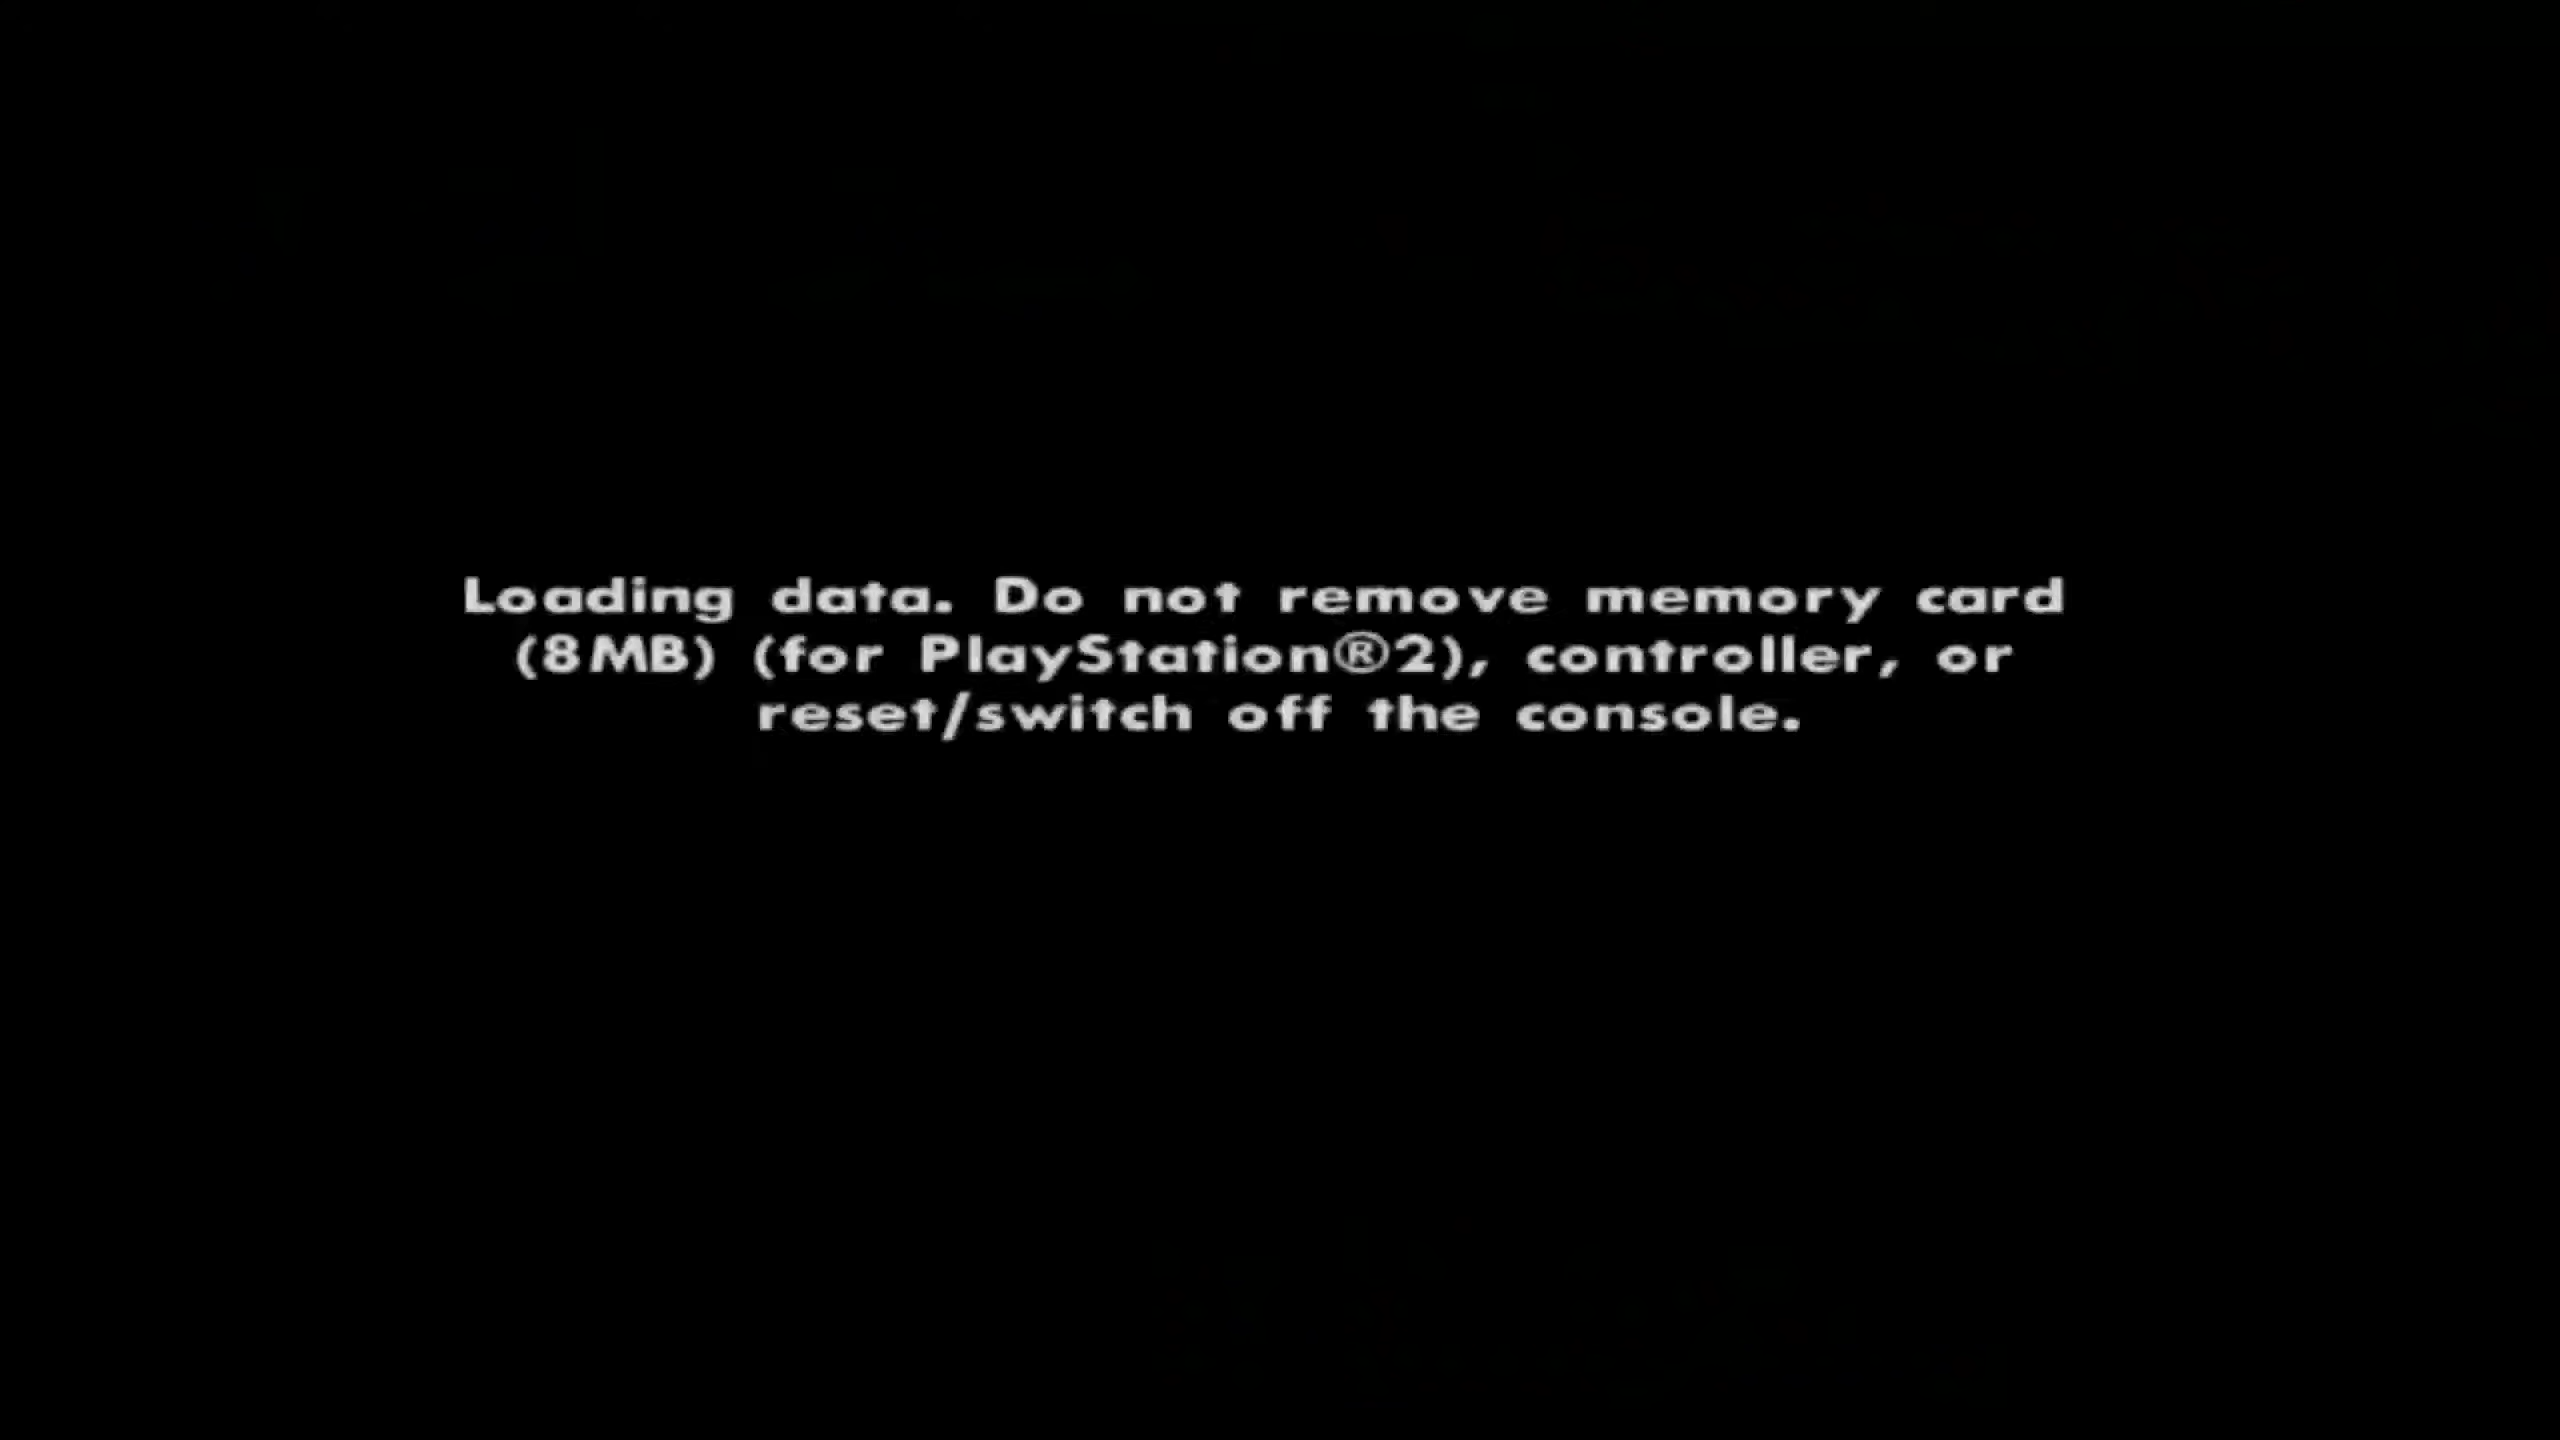 Loading data. Do not remove memory card
(8MB) (for PlayStation®2), controller, or
reset/switch off the console.